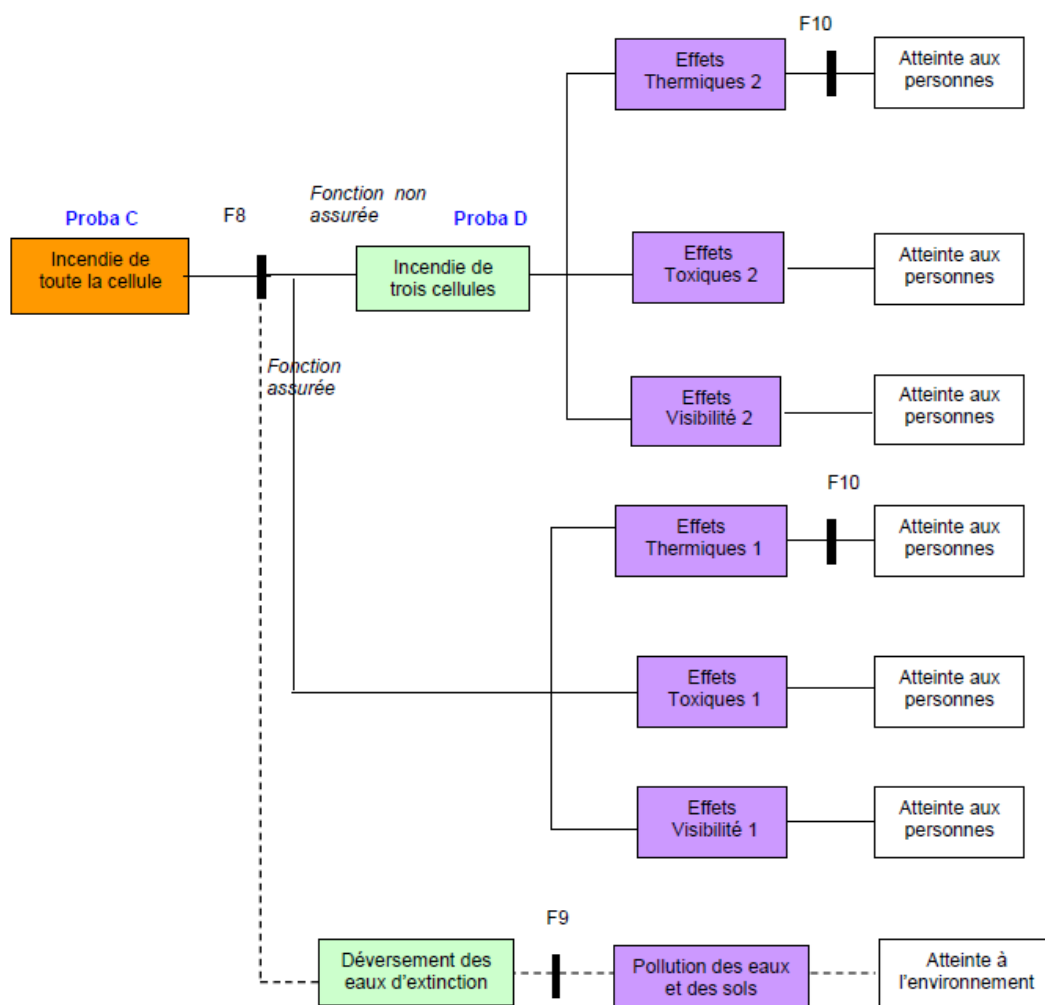 F10
Effets
Thermiques 2
Atteinte aux
personnes
Fonction non
assurée
Proba C
F8
Proba D
Incendie de
toute la cellule
Incendie de
trois cellules
Effets
Toxiques 2
Atteinte aux
personnes
Fonction
assurée
Effets
Visibilité 2
Atteinte aux
personnes
F10
Effets
Thermiques 1
Atteinte aux
personnes
Effets
Toxiques 1
Atteinte aux
personnes
Effets
Visibilité 1
Atteinte aux
personnes
F9
Déversement des
eaux d'extinction
Pollution des eaux
et des sols
Atteinte à
l'environnement